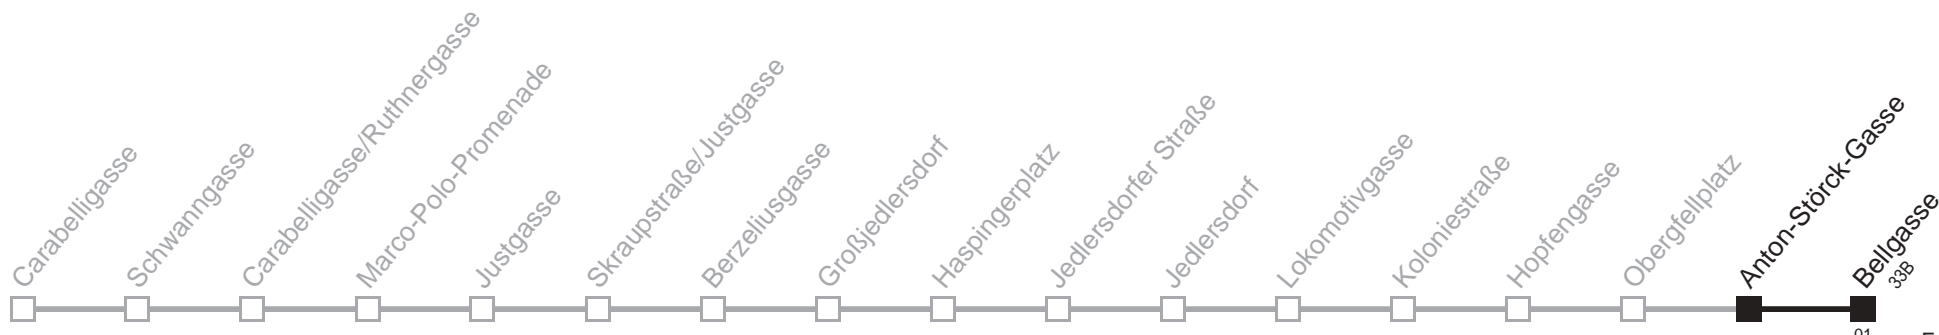 Carabelligasse
Schwanngasse
Carabelligasse/Ruthnergasse
Marco-Polo-Promenade
Justgasse
Skraupstraße/Justgasse
Berzeliusgasse
Großjedlersdorf
Haspingerplatz
Jedlersdorfer Straße
Jedlersdorf
Lokomotivgasse
Koloniestraße
Hopfengasse
Obergfellplatz
Anton-Störck-Gasse
Bellgasse
33B
01